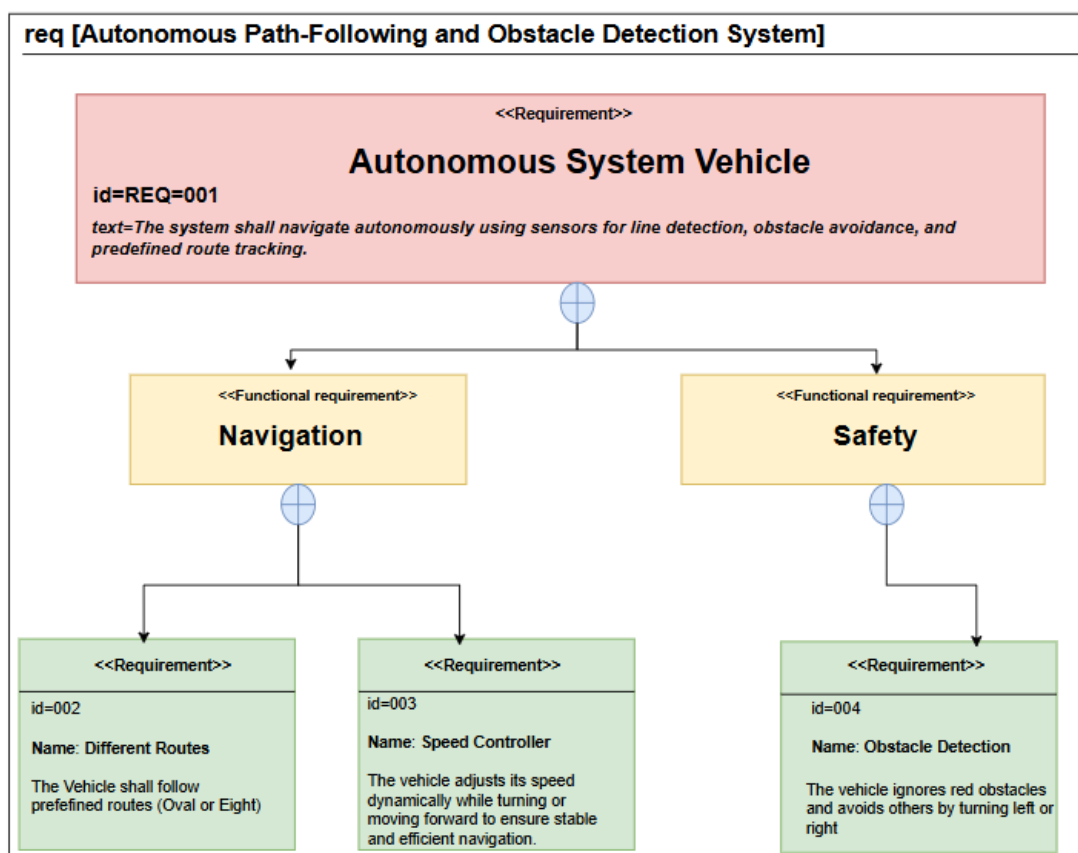 req [Autonomous Path-Following and Obstacle Detection System]
<<Requirement>>
Autonomous System Vehicle
id=REQ=001
text=The system shall navigate autonomously using sensors for line detection, obstacle avoidance, and
predefined route tracking.
<<Functional requirement>>
Navigation
<<Functional requirement>>
Safety
<<Requirement>>
id=002
Name: Different Routes
The Vehicle shall follow
prefefined routes (Oval or Eight)
<<Requirement>>
id=003
Name: Speed Controller
The vehicle adjusts its speed
dynamically while turning or
moving forward to ensure stable
and efficient navigation.
<<Requirement>>
id=004
Name: Obstacle Detection
The vehicle ignores red obstacles
and avoids others by turning left or
right